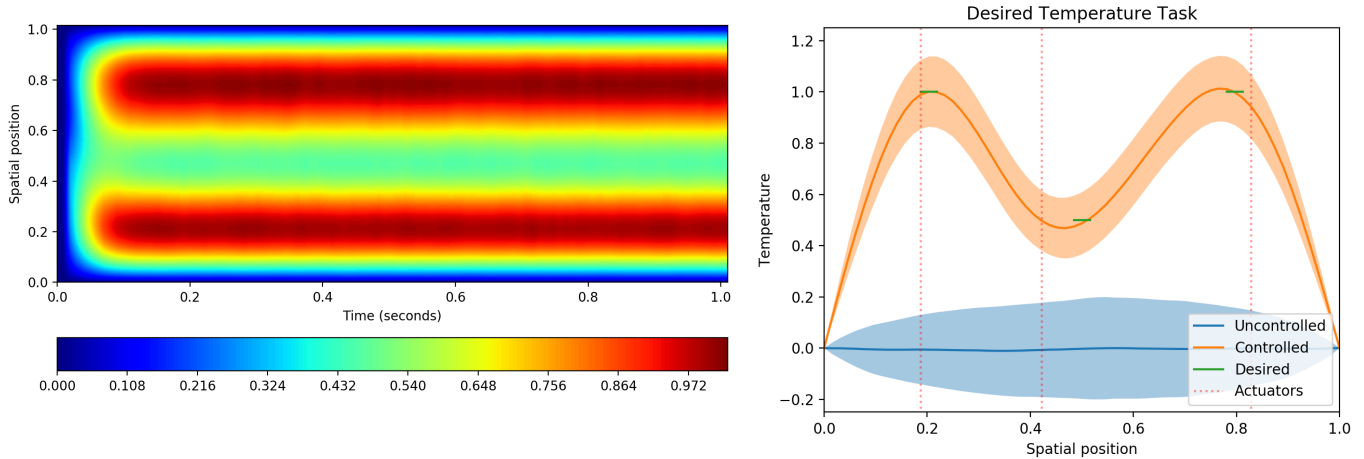 1.0
0.8
0.6
0.4
0.2
0.0
Spatial position
0.0 0.2 0.4 0.6 0.8 1.0
Time (seconds)
0.000 0.108 0.216 0.324 0.432 0.540 0.648 0.756 0.864 0.972
Desired Temperature Task
1.2
1.0
0.8
0.6
0.4
0.2
0.0
−0.2
Temperature
Uncontrolled
Controlled
Desired
Actuators
0.0 0.2 0.4 0.6 0.8 1.0
Spatial position